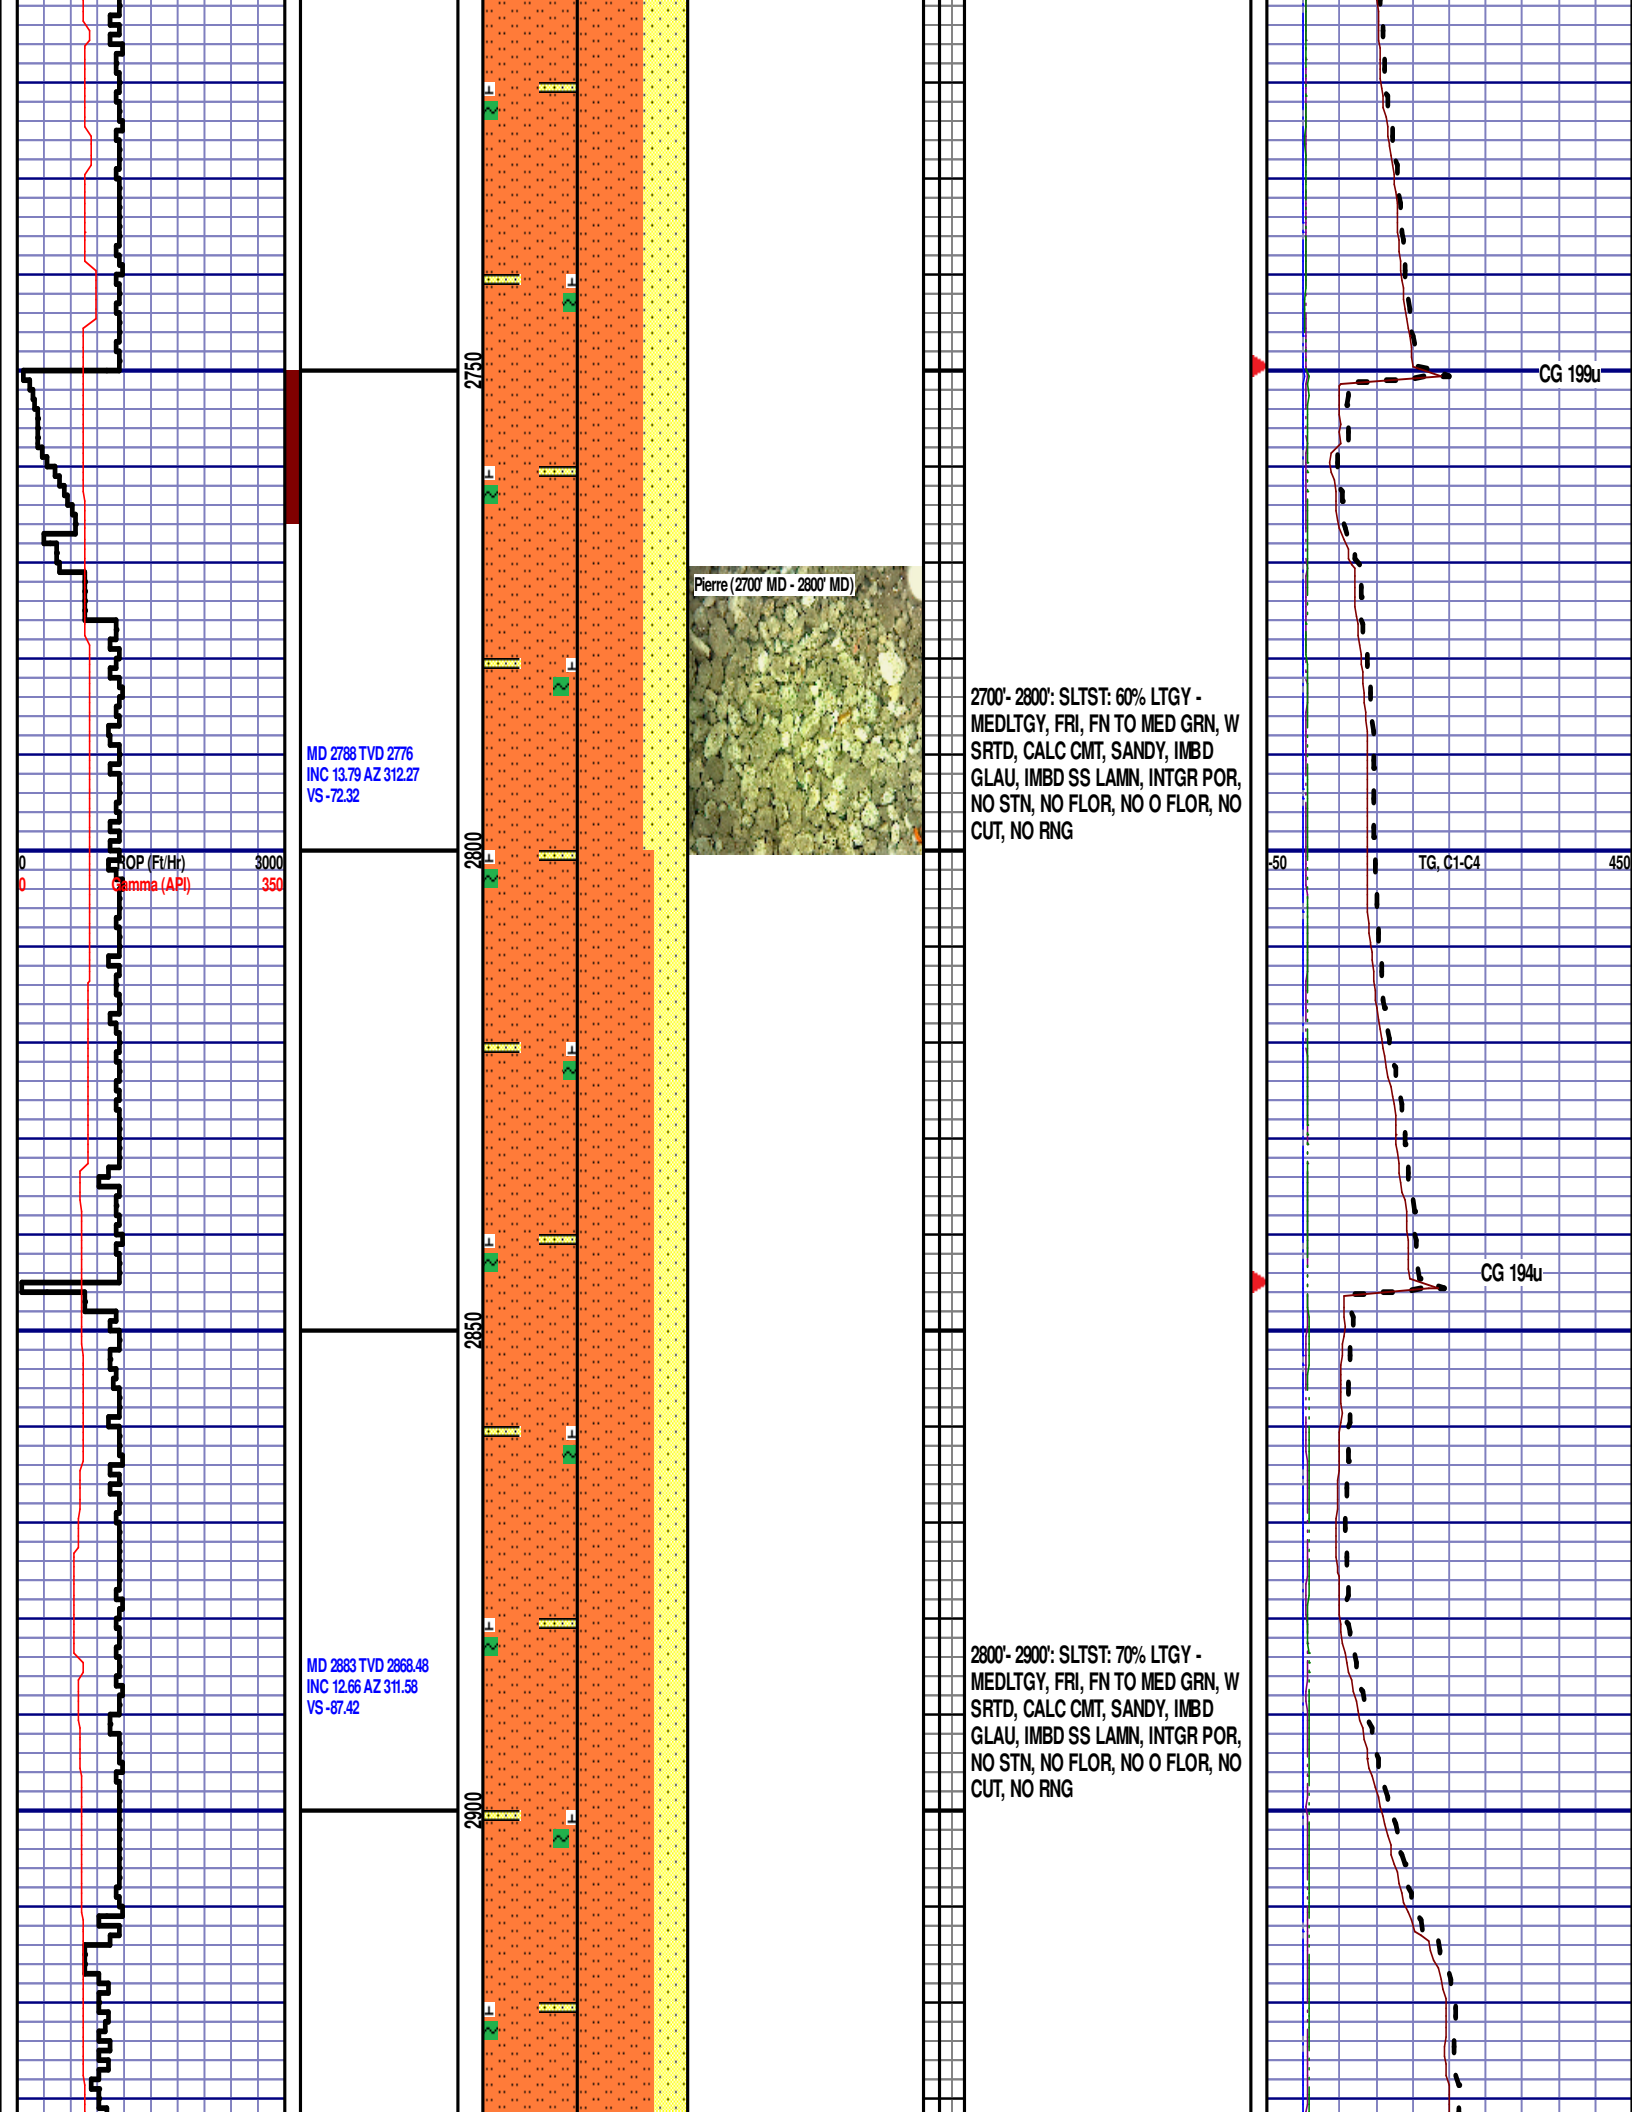 2750
CG 199u
Pierre (2700' MD - 2800' MD)
2700'- 2800': SLTST: 60% LTGY -
MEDLTGY, FRI, FN TO MED GRN, W
SRTD, CALC CMT, SANDY, IMBD
GLAU, IMBD SS LAMN, INTGR POR,
NO STN, NO FLOR, NO O FLOR, NO
CUT, NO RNG
MD 2788 TVD 2776
INC 13.79 AZ 312.27
VS -72.32
2800
0 ROP (Ft/Hr) 3000
0 Gamma (API) 350
-50 TG, C1-C4 450
CG 194u
2850
MD 2883 TVD 2868.48
INC 12.66 AZ 311.58
VS -87.42
2800'- 2900': SLTST: 70% LTGY -
MEDLTGY, FRI, FN TO MED GRN, W
SRTD, CALC CMT, SANDY, IMBD
GLAU, IMBD SS LAMN, INTGR POR,
NO STN, NO FLOR, NO O FLOR, NO
CUT, NO RNG
2900